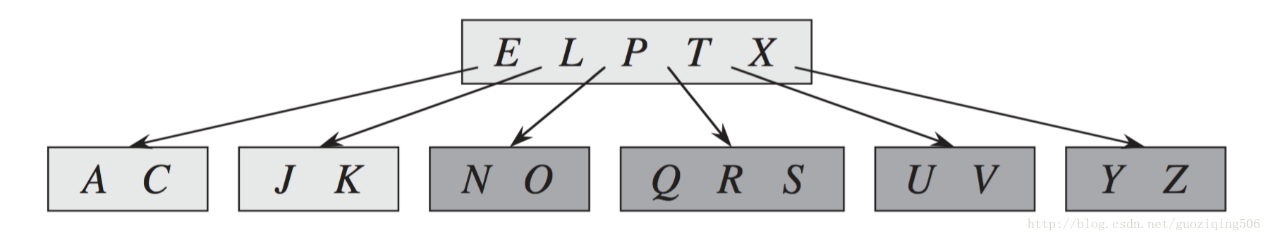 E L P T X
A C J K N O Q R S U V Y Z
http://blog.csdn.net/guoziqing506